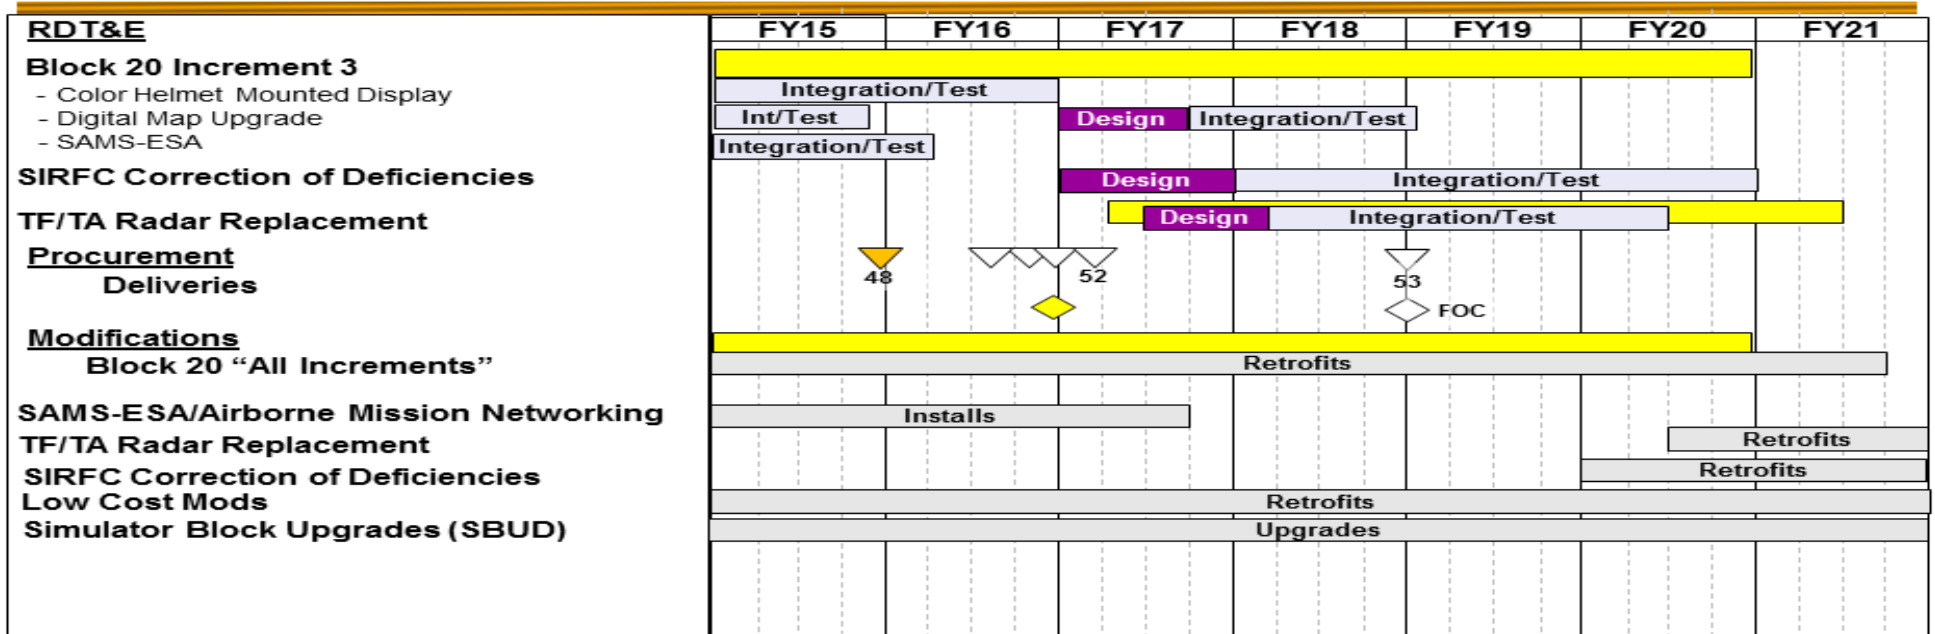 RDT&E FY15 FY16 FY17 FY18 FY19 FY20 FY21
Block 20 Increment 3
- Color Helmet Mounted Display Integration/Test
- Digital Map Upgrade Int/Test Design Integration/Test
- SAMS-ESA Integration/Test
SIRFC Correction of Deficiencies Design Integration/Test
TF/TA Radar Replacement Design Integration/Test
Procurement
Deliveries 48 52 53
FOC
Modifications
Block 20 “All Increments” Retrofits
SAMS-ESA/Airborne Mission Networking Installs
TF/TA Radar Replacement Retrofits
SIRFC Correction of Deficiencies Retrofits
Low Cost Mods Retrofits
Simulator Block Upgrades (SBUD) Upgrades